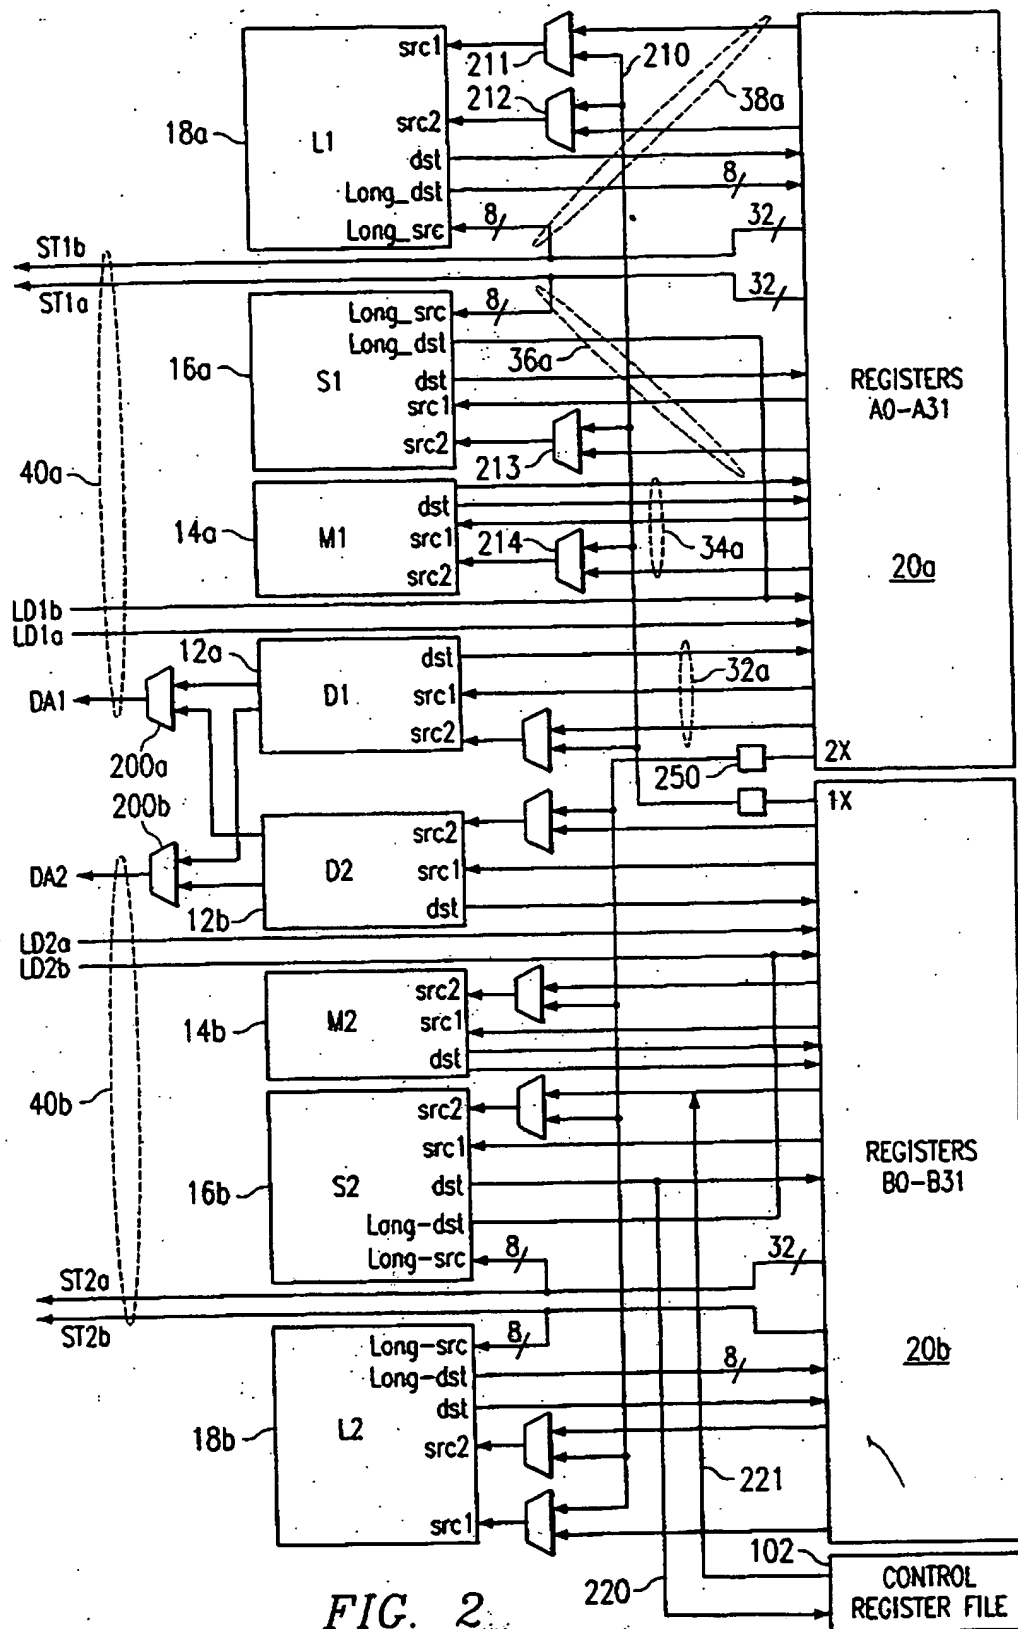 src1
211
210
38a
212
18a
L1
src2
dst
Long_dst
8
Long_src
8
32
ST1b
ST1a
32
Long_src
8
Long_dst
36a
16a
S1
dst
src1
REGISTERS
A0-A31
src2
213
40a
dst
14a
M1
src1
214
34a
20a
src2
LD1b
LD1a
12a
dst
32a
DA1
D1
src1
src2
200a
250
2X
200b
1X
src2
DA2
D2
src1
12b
dst
LD2a
LD2b
src2
14b
M2
src1
dst
40b
src2
src1
REGISTERS
B0-B31
16b
S2
dst
Long-dst
Long-src
8
32
ST2a
ST2b
Long-src
8
20b
Long-dst
8
dst
18b
L2
src2
221
src1
102
220
CONTROL
REGISTER FILE
FIG. 2